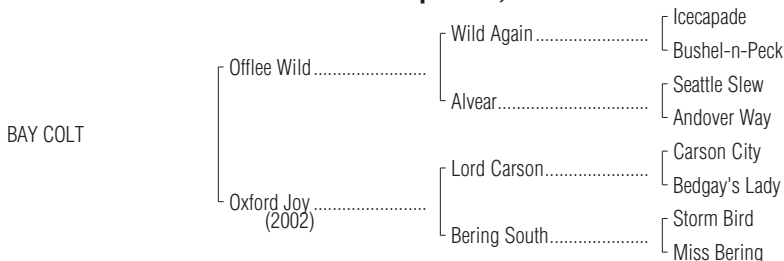 Icecapade
Wild Again
Bushel-n-Peck
Offlee Wild
Seattle Slew
Alvear
Andover Way
BAY COLT
Carson City
Lord Carson
Bedgay's Lady
Oxford Joy
(2002)
Storm Bird
Bering South
Miss Bering